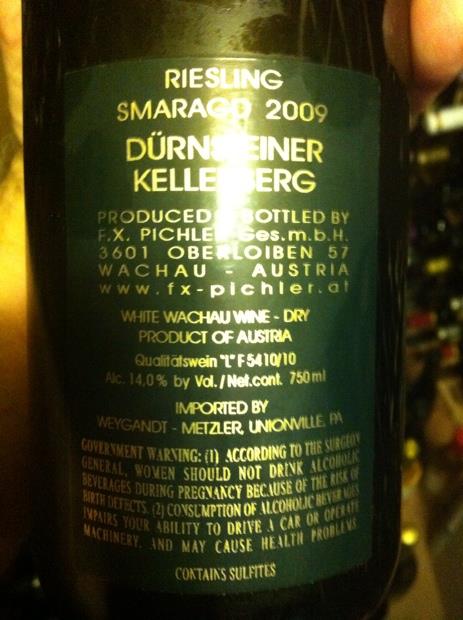 RIESLING
SMARAGD 2009
DÜRNSTEINER
KELLERBERG
PRODUCED BOTTLED BY
F.X. PICHLER Ges.m.b.H.
3601 OBERLOIBEN 57
WACHAU - AUSTRIA
www.fx-pichler.at
WHITE WACHAU WINE - DRY
PRODUCT OF AUSTRIA
Qualitätswein "L" F 5410/10
Alc. 14,0% by Vol. / Net.cont. 750 ml
IMPORTED BY
WEYGANDT - METZLER, UNIONVILLE, PA
GOVERNMENT WARNING: (1) ACCORDING TO THE SURGEON
GENERAL, WOMEN SHOULD NOT DRINK ALCOHOLIC
BEVERAGES DURING PREGNANCY BECAUSE OF THE RISK OF
BIRTH DEFECTS. (2) CONSUMPTION OF ALCOHOLIC BEVERAGES
IMPAIRS YOUR ABILITY TO DRIVE A CAR OR OPERATE
MACHINERY, AND MAY CAUSE HEALTH PROBLEMS
CONTAINS SULFITES